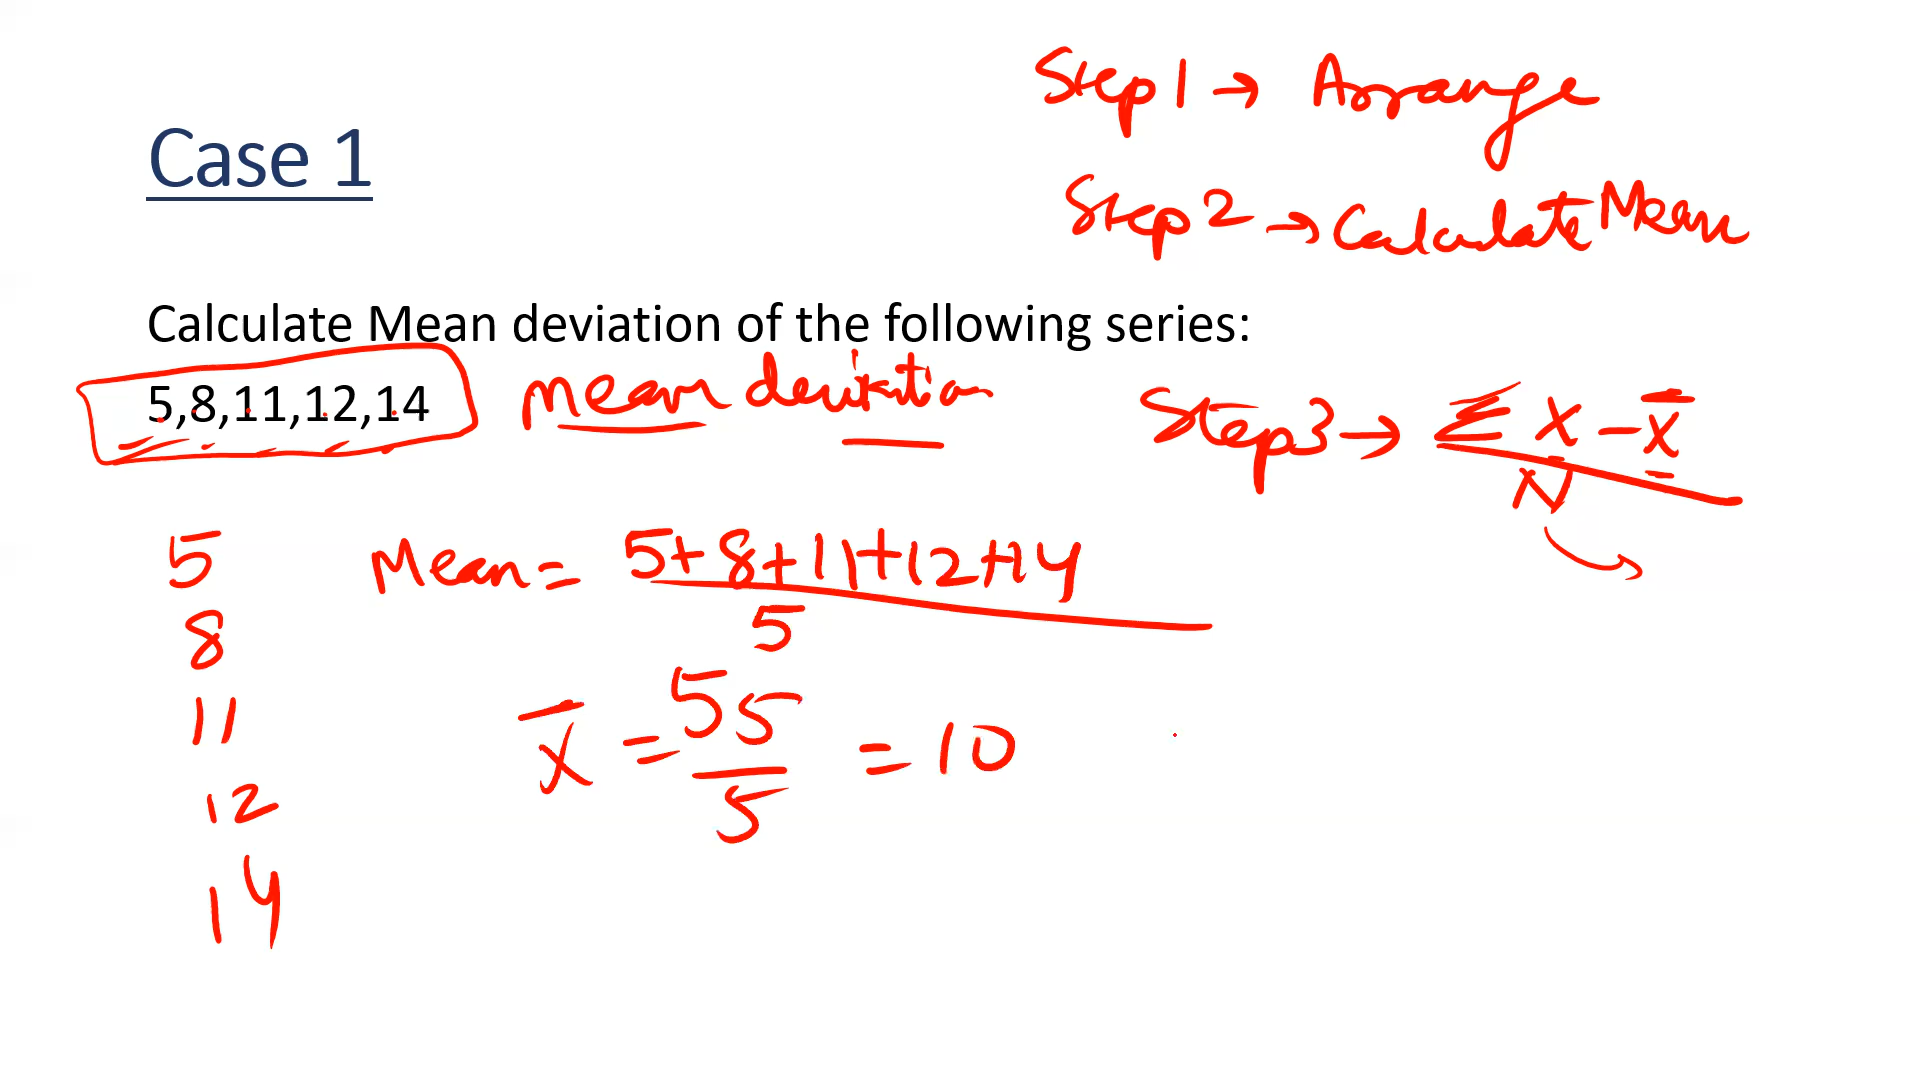 Step 1 → Arrange
Case 1
Step 2 → Calculate Mean
Calculate Mean deviation of the following series:
5,8,11,12,14
mean deviation
Step 3 → Σ X - X̄
N
5
Mean = 5+8+11+12+14
5
8
11
X̄ = 55 = 10
5
12
14